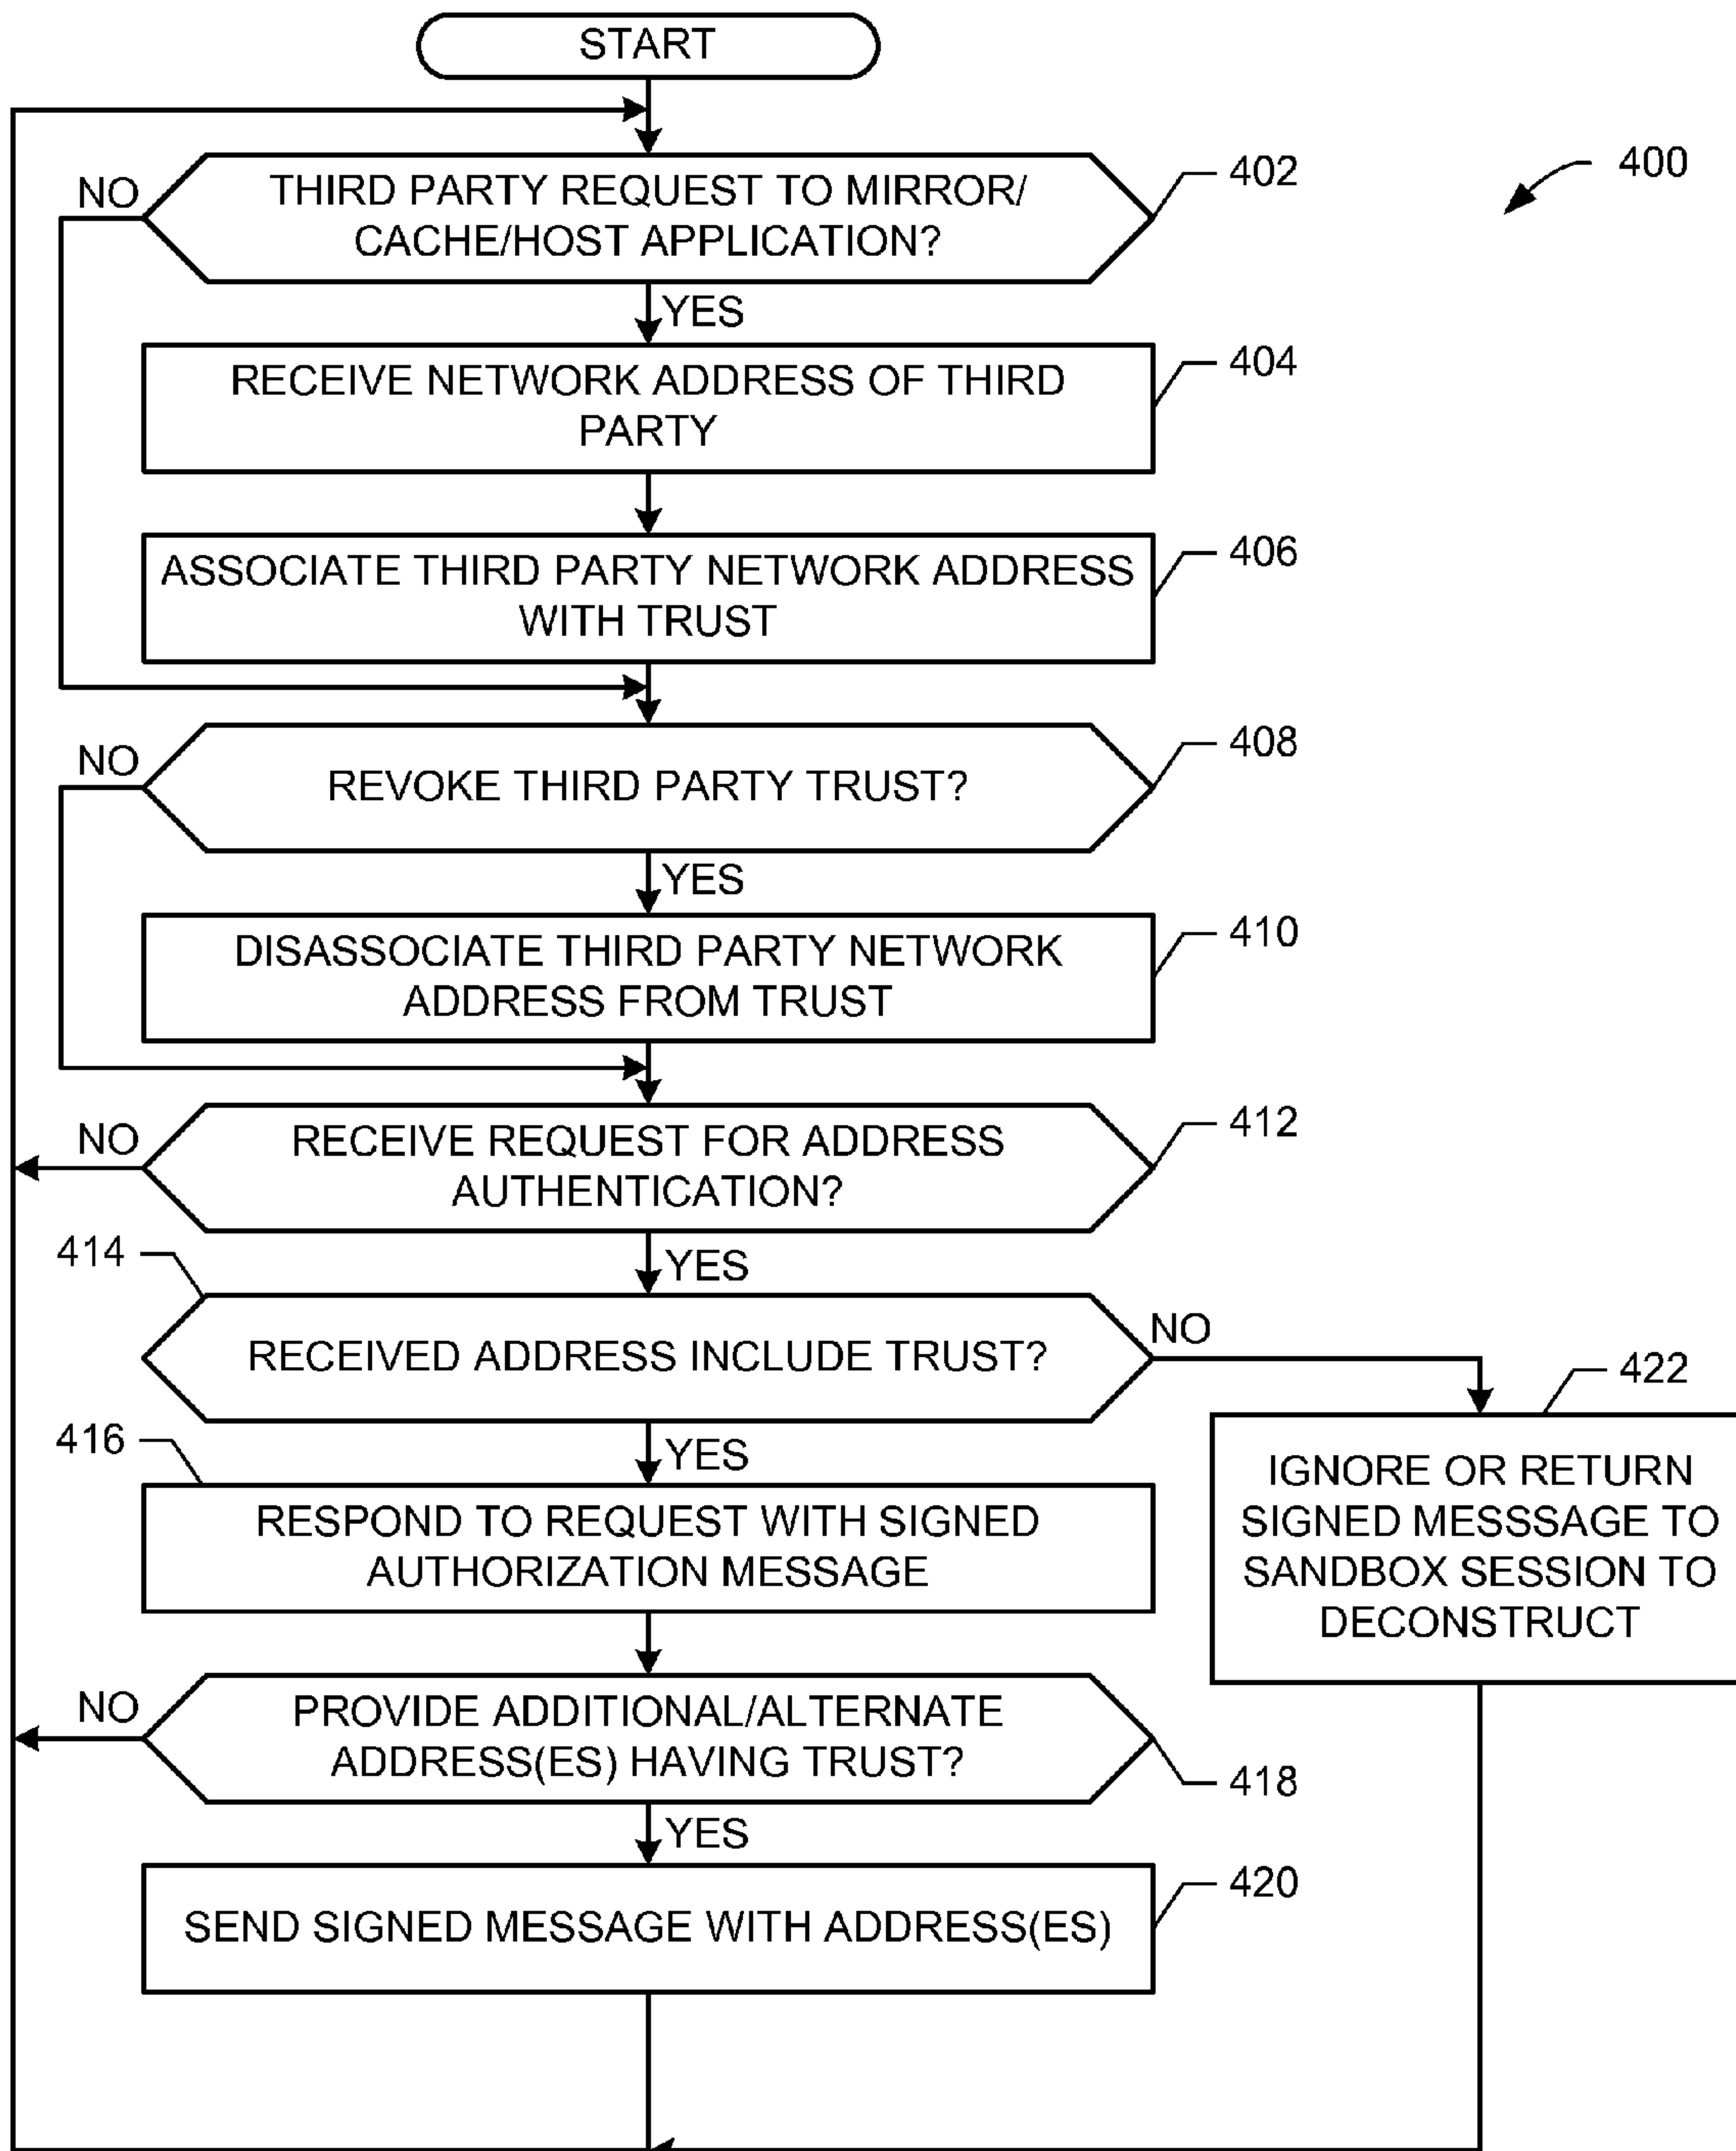 START
400
NO
THIRD PARTY REQUEST TO MIRROR/
CACHE/HOST APPLICATION?
402
YES
RECEIVE NETWORK ADDRESS OF THIRD
PARTY
404
ASSOCIATE THIRD PARTY NETWORK ADDRESS
WITH TRUST
406
NO
REVOKE THIRD PARTY TRUST?
408
YES
DISASSOCIATE THIRD PARTY NETWORK
ADDRESS FROM TRUST
410
NO
RECEIVE REQUEST FOR ADDRESS
AUTHENTICATION?
412
YES
414
RECEIVED ADDRESS INCLUDE TRUST?
NO
YES
422
IGNORE OR RETURN
SIGNED MESSSAGE TO
SANDBOX SESSION TO
DECONSTRUCT
416
RESPOND TO REQUEST WITH SIGNED
AUTHORIZATION MESSAGE
NO
PROVIDE ADDITIONAL/ALTERNATE
ADDRESS(ES) HAVING TRUST?
418
YES
SEND SIGNED MESSAGE WITH ADDRESS(ES)
420